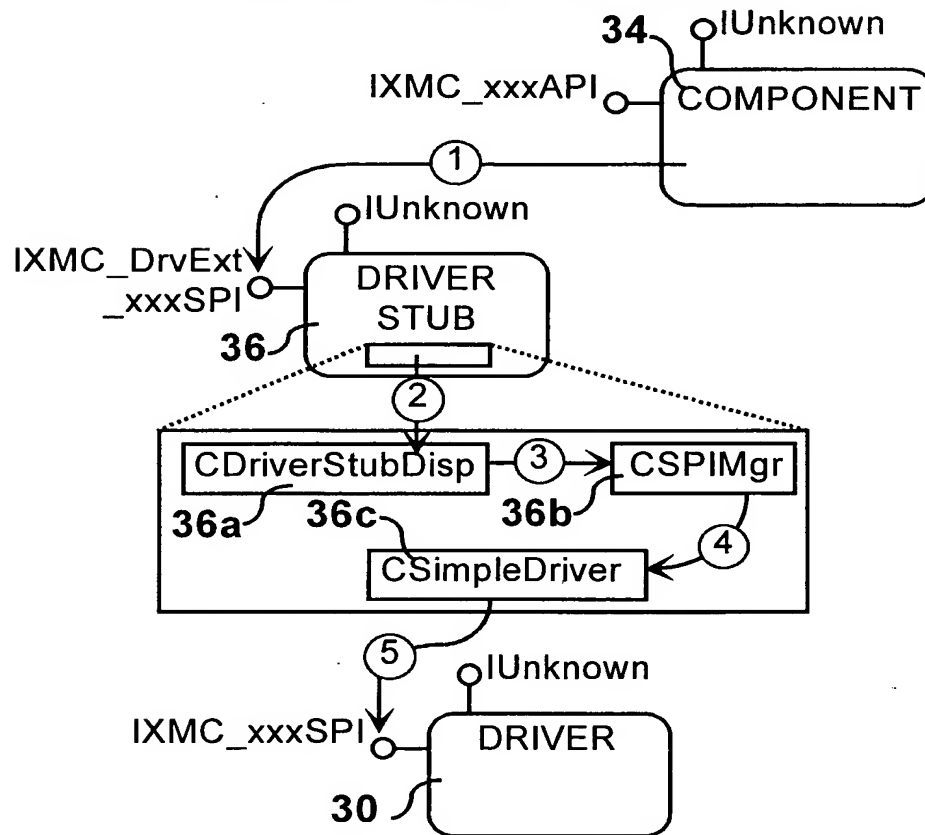 34
IUnknown
IXMC_xxxAPI
COMPONENT
1
IUnknown
IXMC_DrvExt
_xxxSPI
DRIVER
STUB
36
2
CDriverStubDisp
3
CSPIMgr
36a
36c
36b
4
CSimpleDriver
5
IUnknown
IXMC_xxxSPI
DRIVER
30